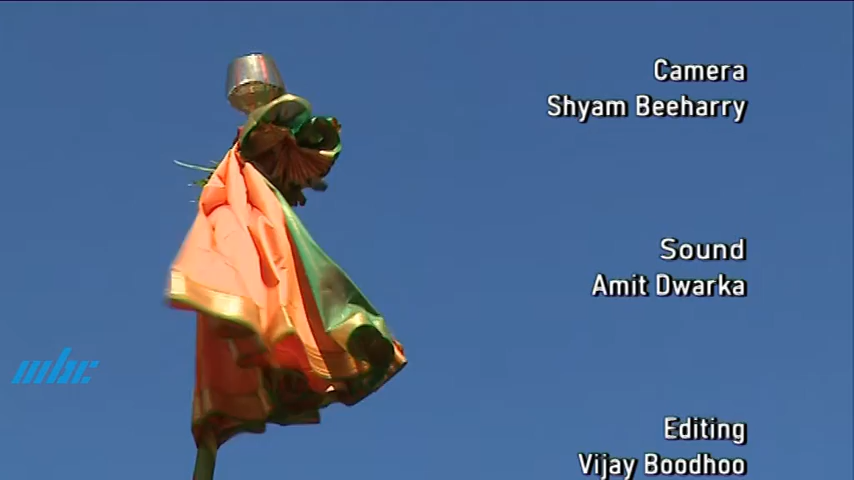 Camera
Shyam Beeharry
Sound
Amit Dwarka
mbc
Editing
Vijay Boodhoo